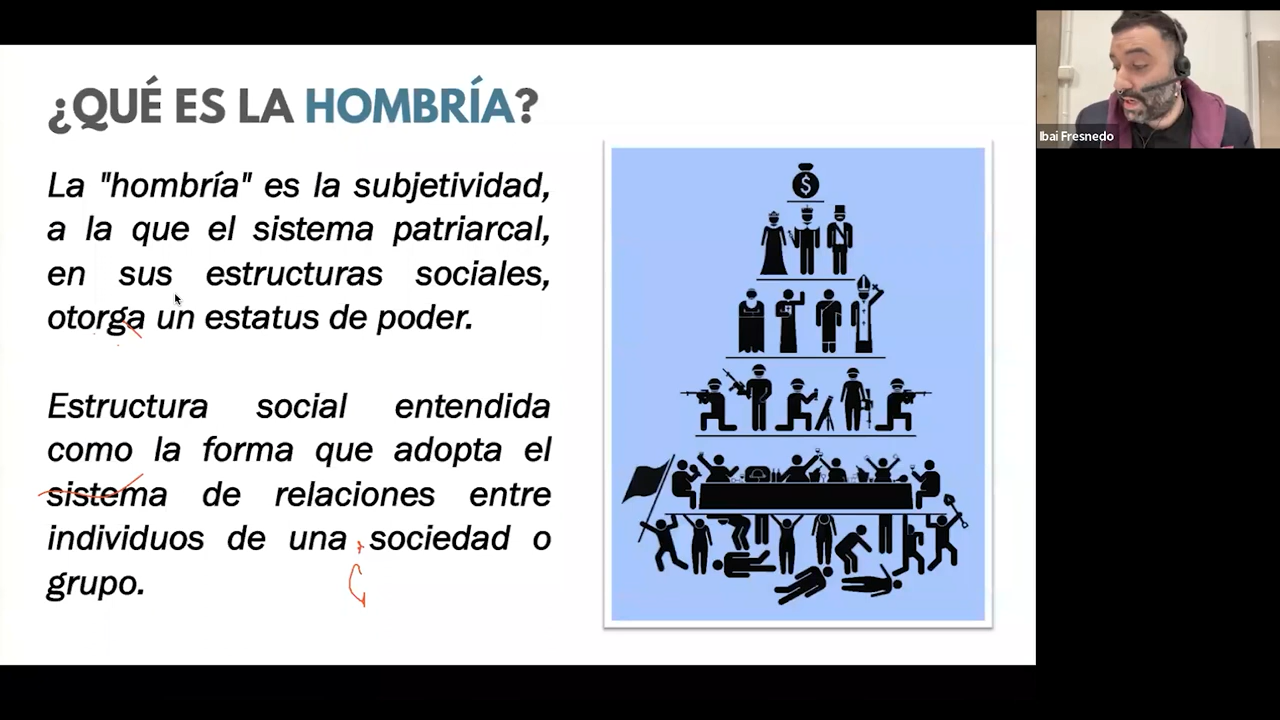 ¿QUÉ ES LA HOMBRÍA?
La "hombría" es la subjetividad,
a la que el sistema patriarcal,
en sus estructuras sociales,
otorga un estatus de poder.
Estructura social entendida
como la forma que adopta el
sistema de relaciones entre
individuos de una sociedad o
grupo.
$
Ibai Fresnedo